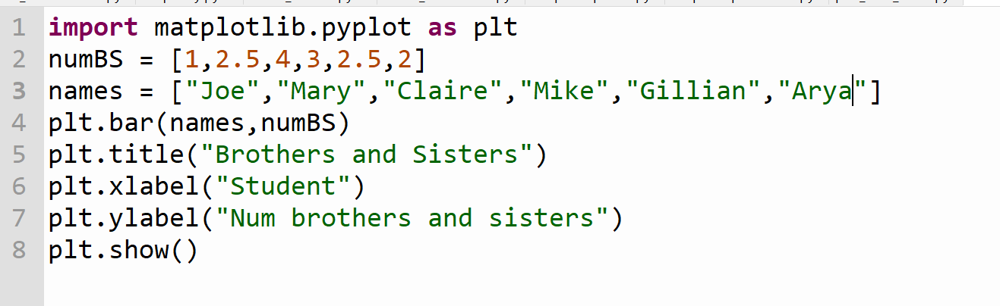 1 import matplotlib.pyplot as plt
2 numBS = [1,2.5,4,3,2.5,2]
3 names = ["Joe","Mary","Claire","Mike","Gillian","Arya"]
4 plt.bar(names,numBS)
5 plt.title("Brothers and Sisters")
6 plt.xlabel("Student")
7 plt.ylabel("Num brothers and sisters")
8 plt.show()